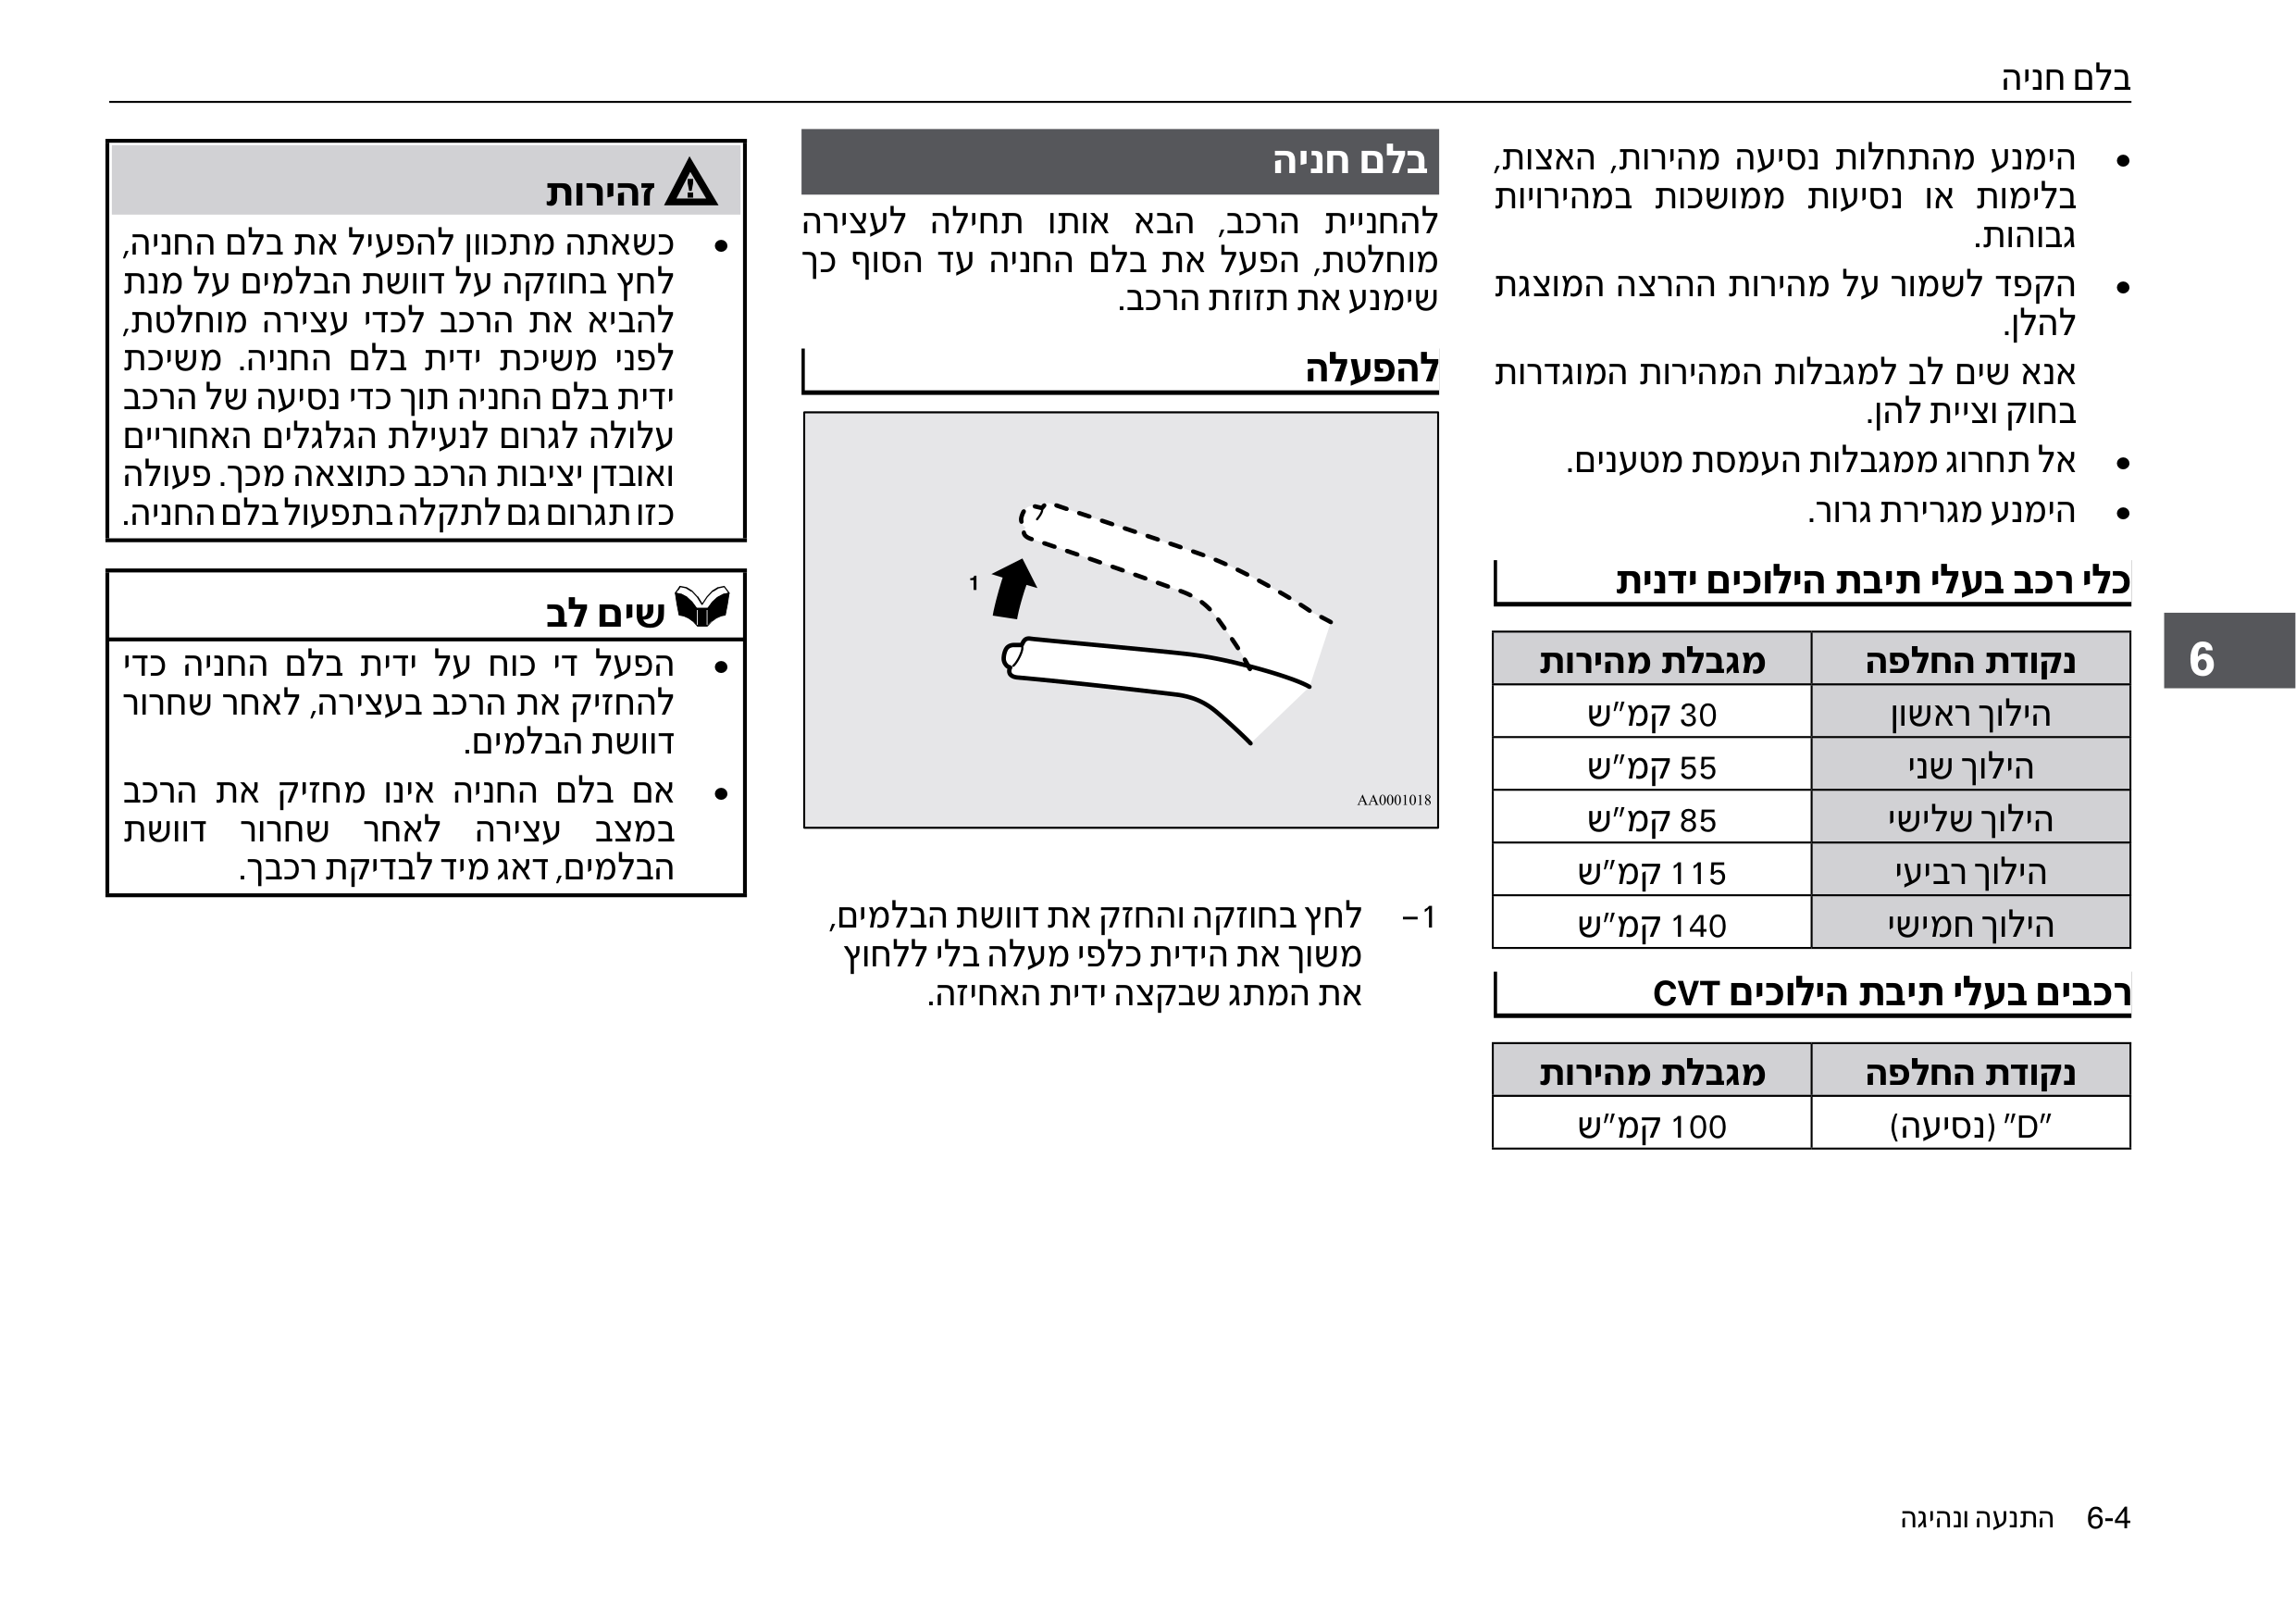 בלם חניה
• הימנע מהתחלות נסיעה מהירות, האצות,
בלימות או נסיעות ממושכות במהירויות
גבוהות.
• הקפד לשמור על מהירות ההרצה המוצגת
להלן.
אנא שים לב למגבלות המהירות המוגדרות
בחוק וציית להן.
• אל תחרוג ממגבלות העמסת מטענים.
• הימנע מגרירת גרור.
כלי רכב בעלי תיבת הילוכים ידנית
נקודת החלפה מגבלת מהירות
הילוך ראשון 30 קמ״ש
הילוך שני 55 קמ״ש
הילוך שלישי 85 קמ״ש
הילוך רביעי 115 קמ״ש
הילוך חמישי 140 קמ״ש
רכבים בעלי תיבת הילוכים CVT
נקודת החלפה מגבלת מהירות
״D״ (נסיעה) 100 קמ״ש
בלם חניה
להחניית הרכב, הבא אותו תחילה לעצירה
מוחלטת, הפעל את בלם החניה עד הסוף כך
שימנע את תזוזת הרכב.
להפעלה
1
AA0001018
1– לחץ בחוזקה והחזק את דוושת הבלמים,
משוך את הידית כלפי מעלה בלי ללחוץ
את המתג שבקצה ידית האחיזה.
זהירות
• כשאתה מתכוון להפעיל את בלם החניה,
לחץ בחוזקה על דוושת הבלמים על מנת
להביא את הרכב לכדי עצירה מוחלטת,
לפני משיכת ידית בלם החניה. משיכת
ידית בלם החניה תוך כדי נסיעה של הרכב
עלולה לגרום לנעילת הגלגלים האחוריים
ואובדן יציבות הרכב כתוצאה מכך. פעולה
כזו תגרום גם לתקלה בתפעול בלם החניה.
שים לב
• הפעל די כוח על ידית בלם החניה כדי
להחזיק את הרכב בעצירה, לאחר שחרור
דוושת הבלמים.
• אם בלם החניה אינו מחזיק את הרכב
במצב עצירה לאחר שחרור דוושת
הבלמים, דאג מיד לבדיקת רכבך.
6
6-4 התנעה ונהיגה